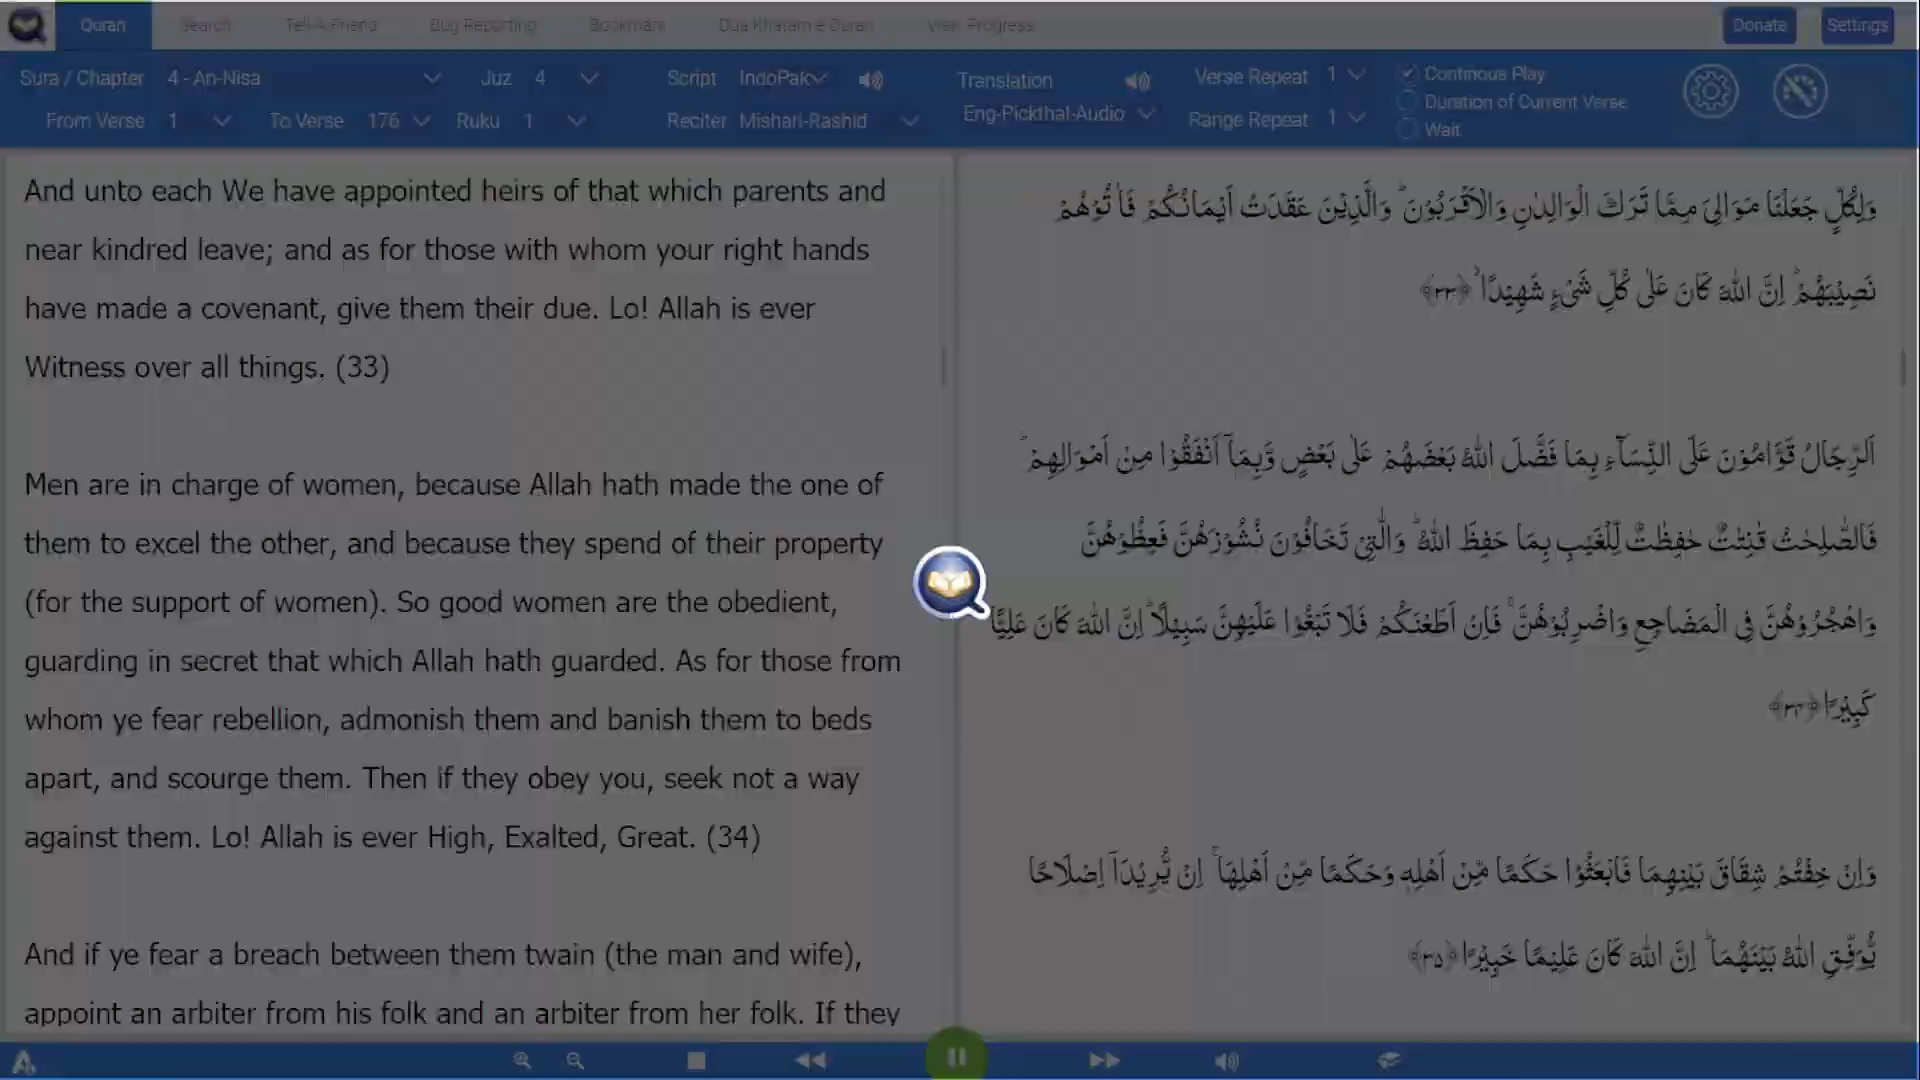 Quran
Search
Tell-A-Friend
Bug Reporting
Bookmark
Dua Khatam e Quran
View Progress
Donate
Settings
Sura / Chapter 4 - An-Nisa
Juz 4
Script IndoPak
Translation
Verse Repeat 1
Continous Play
Duration of Current Verse
From Verse 1
To Verse 176
Ruku 1
Reciter Mishari-Rashid
Eng-Pickthal-Audio
Range Repeat 1
Wait
And unto each We have appointed heirs of that which parents and
near kindred leave; and as for those with whom your right hands
have made a covenant, give them their due. Lo! Allah is ever
Witness over all things. (33)
Men are in charge of women, because Allah hath made the one of
them to excel the other, and because they spend of their property
(for the support of women). So good women are the obedient,
guarding in secret that which Allah hath guarded. As for those from
whom ye fear rebellion, admonish them and banish them to beds
apart, and scourge them. Then if they obey you, seek not a way
against them. Lo! Allah is ever High, Exalted, Great. (34)
And if ye fear a breach between them twain (the man and wife),
appoint an arbiter from his folk and an arbiter from her folk. If they
وَلِكُلٍّ جَعَلْنَا مَوَالِىَ مِمَّا تَرَكَ الْوَالِدٰنِ وَالْاَقْرَبُوْنَ ؕ وَالَّذِيْنَ عَقَدَتْ اَيْمَانُكُمْ فَاٰ تُوْهُمْ
نَصِيْبَهُمْ ؕ اِنَّ اللّٰهَ كَانَ عَلٰى كُلِّ شَىْءٍ شَهِيْدًا ﴿۳۳﴾
اَلرِّجَالُ قَوَّامُوْنَ عَلَى النِّسَآءِ بِمَا فَضَّلَ اللّٰهُ بَعْضَهُمْ عَلٰى بَعْضٍ وَّبِمَاۤ اَنْفَقُوْا مِنْ اَمْوَالِهِمْ ؕ
فَالصّٰلِحٰتُ قٰنِتٰتٌ حٰفِظٰتٌ لِّلْغَيْبِ بِمَا حَفِظَ اللّٰهُ ؕ وَالّٰتِىْ تَخَافُوْنَ نُشُوْزَهُنَّ فَعِظُوْهُنَّ
وَاهْجُرُوْهُنَّ فِى الْمَضَاجِعِ وَاضْرِبُوْهُنَّ ۚ فَاِنْ اَطَعْنَكُمْ فَلَا تَبْغُوْا عَلَيْهِنَّ سَبِيْلًا ؕ اِنَّ اللّٰهَ كَانَ عَلِيًّا
كَبِيْرًا ﴿۳۴﴾
وَاِنْ خِفْتُمْ شِقَاقَ بَيْنِهِمَا فَابْعَثُوْا حَكَمًا مِّنْ اَهْلِهٖ وَحَكَمًا مِّنْ اَهْلِهَا ۚ اِنْ يُّرِيْدَاۤ اِصْلَاحًا
يُّوَفِّقِ اللّٰهُ بَيْنَهُمَا ؕ اِنَّ اللّٰهَ كَانَ عَلِيْمًا خَبِيْرًا ﴿۳۵﴾